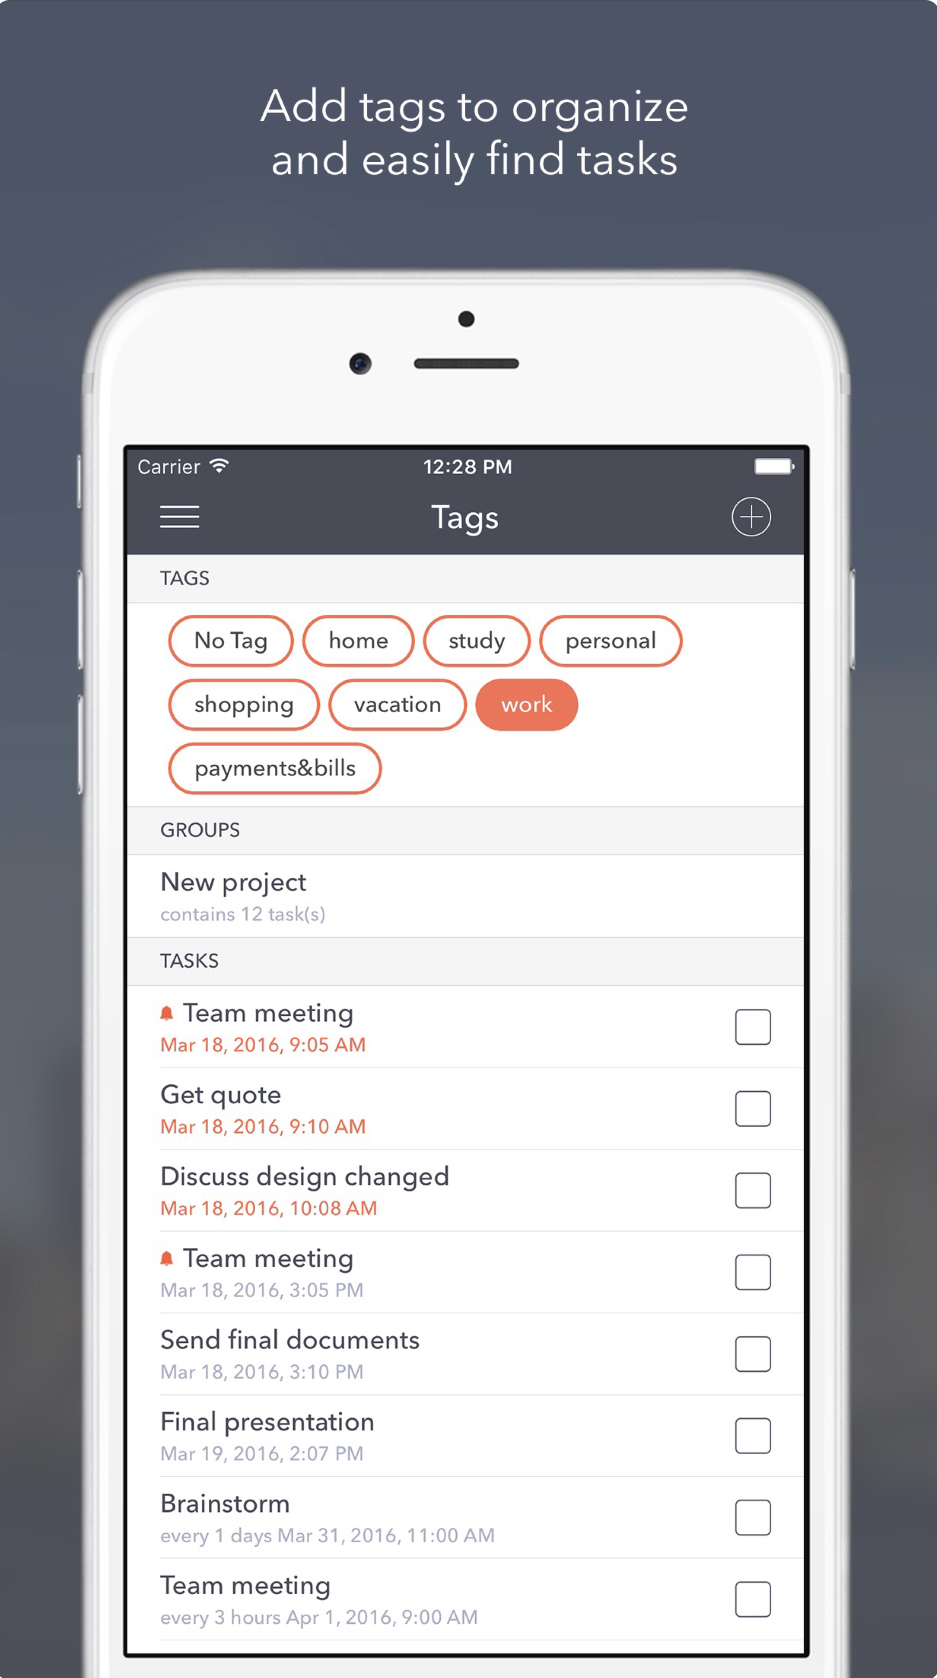 Add tags to organize
and easily find tasks
Carrier 12:28 PM
Tags
TAGS
No Tag home study personal
shopping vacation work
payments&bills
GROUPS
New project
contains 12 task(s)
TASKS
Team meeting
Mar 18, 2016, 9:05 AM
Get quote
Mar 18, 2016, 9:10 AM
Discuss design changed
Mar 18, 2016, 10:08 AM
Team meeting
Mar 18, 2016, 3:05 PM
Send final documents
Mar 18, 2016, 3:10 PM
Final presentation
Mar 19, 2016, 2:07 PM
Brainstorm
every 1 days Mar 31, 2016, 11:00 AM
Team meeting
every 3 hours Apr 1, 2016, 9:00 AM